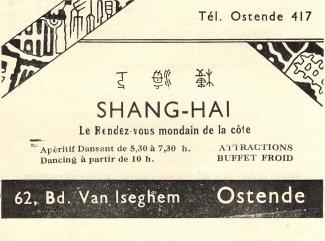 Tél. Ostende 417
SHANG-HAI
Le Rendez-vous mondain de la côte
Apéritif Dansant de 5,30 à 7,30 h.
Dancing à partir de 10 h.
ATTRACTIONS
BUFFET FROID
62, Bd. Van Iseghem Ostende